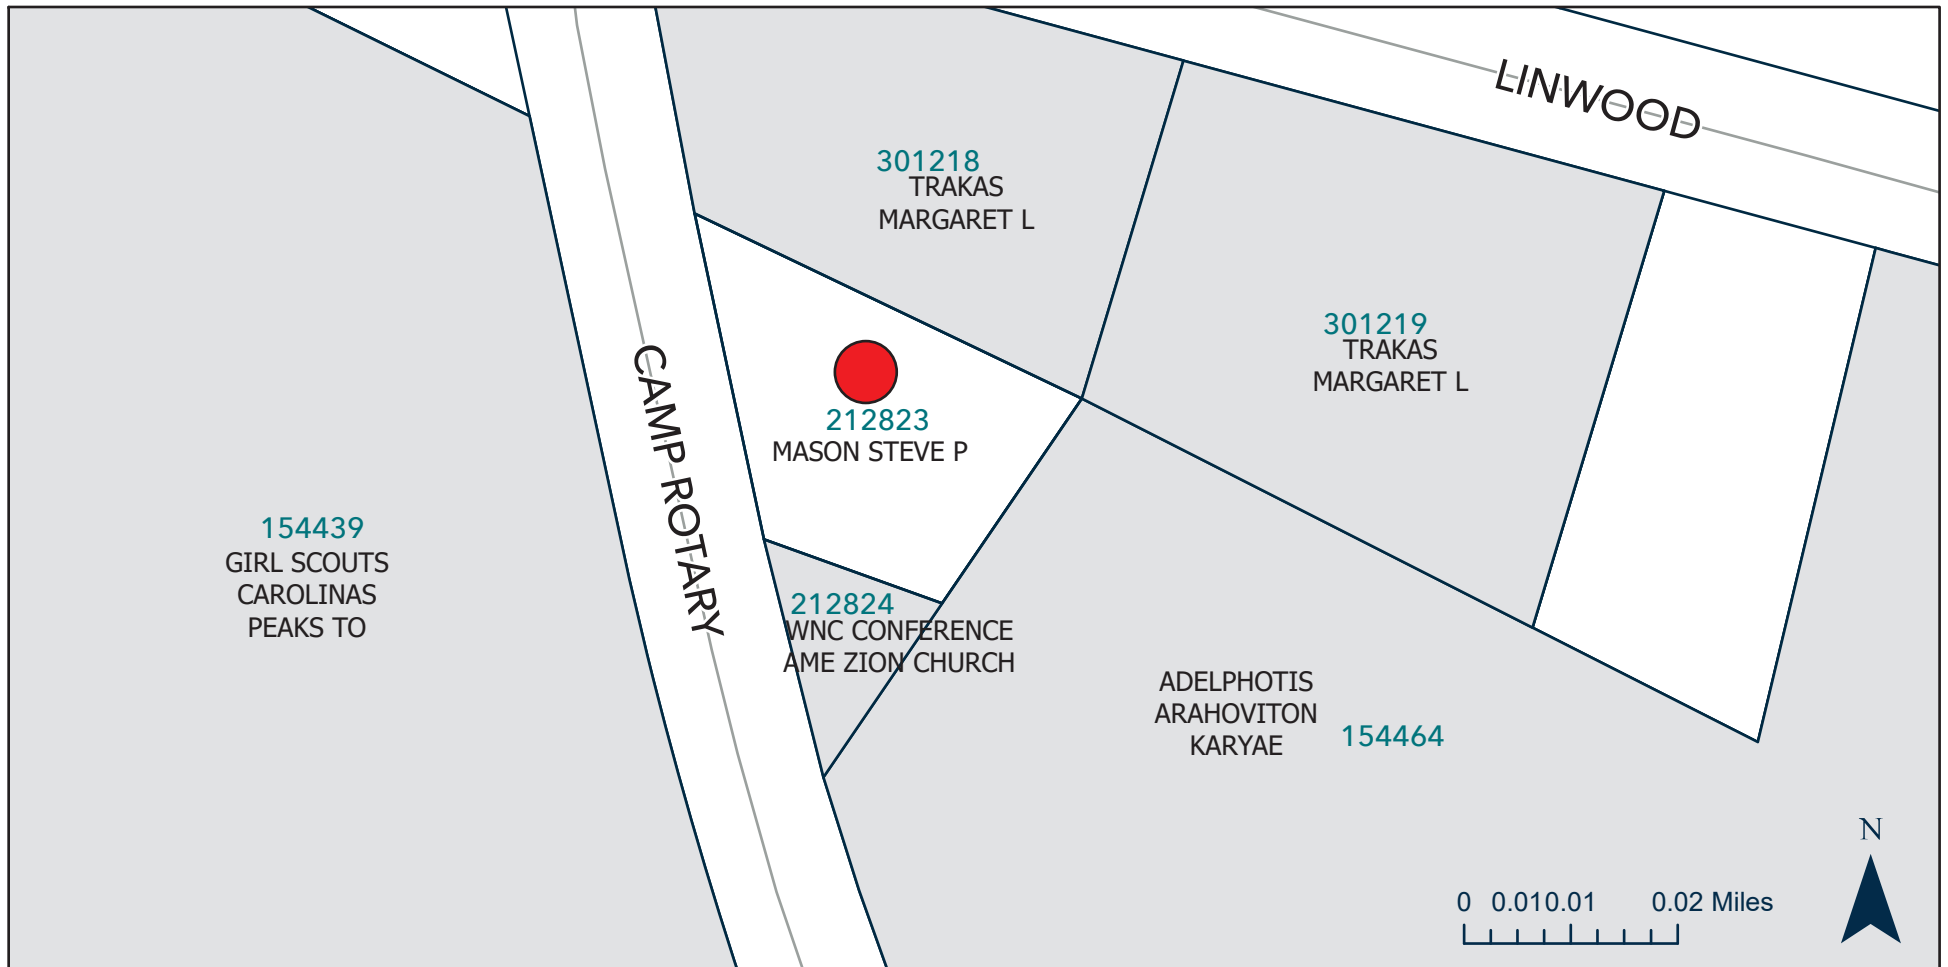 LINWOOD
301218
TRAKAS
MARGARET L
301219
TRAKAS
MARGARET L
CAMP ROTARY
212823
MASON STEVE P
154439
GIRL SCOUTS
CAROLINAS
PEAKS TO
212824
WNC CONFERENCE
AME ZION CHURCH
ADELPHOTIS
ARAHOVITON
KARYAE
154464
N
0 0.010.01 0.02 Miles